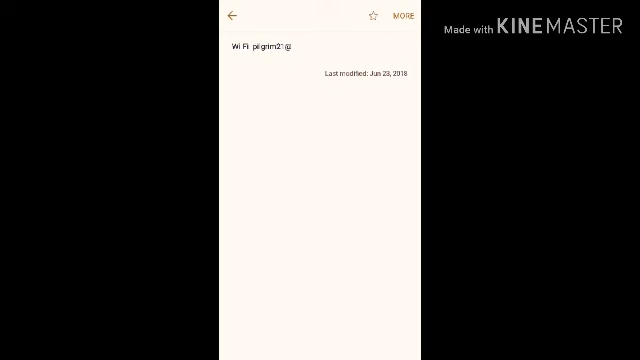 MORE
Made with KINEMASTER
Wi Fi pilgrim21@
Last modified: Jun 23, 2018